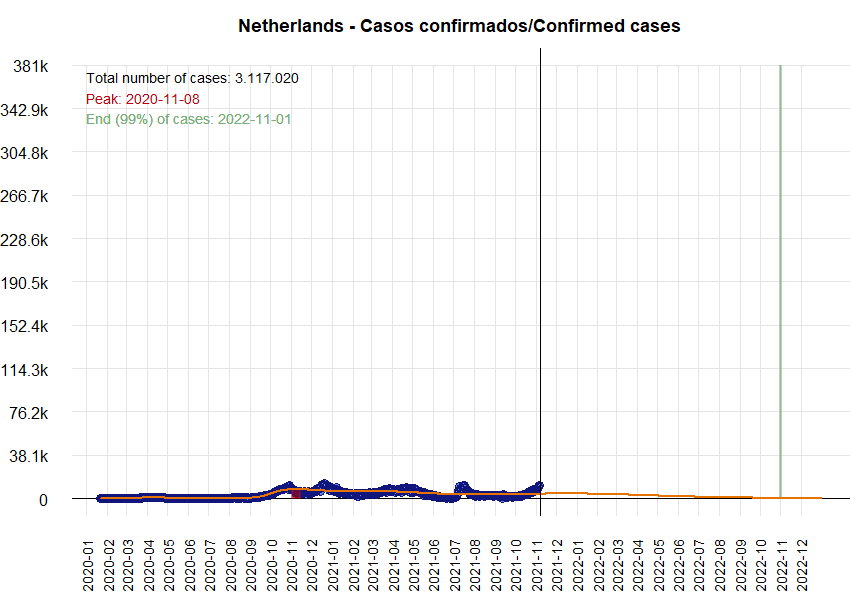 Netherlands - Casos confirmados/Confirmed cases
381k
342.9k
304.8k
266.7k
228.6k
190.5k
152.4k
114.3k
76.2k
38.1k
0
Total number of cases: 3.117.020
Peak: 2020-11-08
End (99%) of cases: 2022-11-01
2020-01
2020-02
2020-03
2020-04
2020-05
2020-06
2020-07
2020-08
2020-09
2020-10
2020-11
2020-12
2021-01
2021-02
2021-03
2021-04
2021-05
2021-06
2021-07
2021-08
2021-09
2021-10
2021-11
2021-12
2022-01
2022-02
2022-03
2022-04
2022-05
2022-06
2022-07
2022-08
2022-09
2022-10
2022-11
2022-12